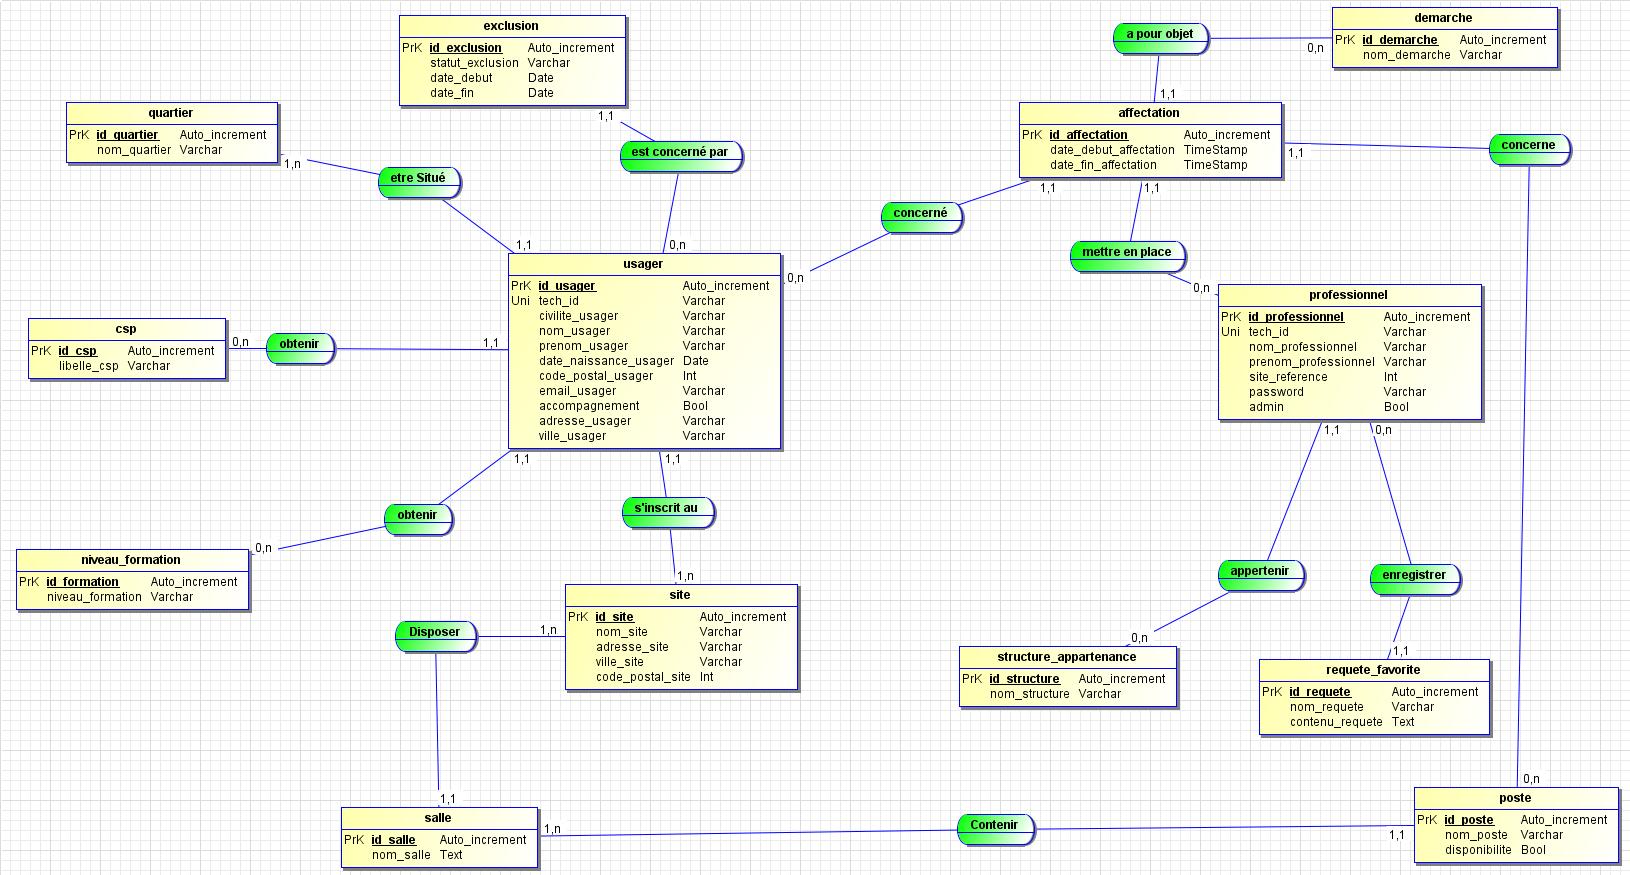 exclusion
PrK id_exclusion Auto_increment
statut_exclusion Varchar
date_debut Date
date_fin Date
1,1
est concerné par
0,n
quartier
PrK id_quartier Auto_increment
nom_quartier Varchar
1,n
etre Situé
1,1
a pour objet
0,n
1,1
demarche
PrK id_demarche Auto_increment
nom_demarche Varchar
affectation
PrK id_affectation Auto_increment
date_debut_affectation TimeStamp
date_fin_affectation TimeStamp
1,1
concerne
1,1
concerné
0,n
1,1
mettre en place
0,n
usager
PrK id_usager Auto_increment
Uni tech_id Varchar
civilite_usager Varchar
nom_usager Varchar
prenom_usager Varchar
date_naissance_usager Date
code_postal_usager Int
email_usager Varchar
accompagnement Bool
adresse_usager Varchar
ville_usager Varchar
professionnel
PrK id_professionnel Auto_increment
Uni tech_id Varchar
nom_professionnel Varchar
prenom_professionnel Varchar
site_reference Int
password Varchar
admin Bool
csp
PrK id_csp Auto_increment
libelle_csp Varchar
0,n
obtenir
1,1
1,1
obtenir
0,n
niveau_formation
PrK id_formation Auto_increment
niveau_formation Varchar
1,1
s'inscrit au
1,n
site
PrK id_site Auto_increment
nom_site Varchar
adresse_site Varchar
ville_site Varchar
code_postal_site Int
Disposer
1,n
1,1
1,1
appertenir
0,n
0,n
enregistrer
1,1
structure_appartenance
PrK id_structure Auto_increment
nom_structure Varchar
requete_favorite
PrK id_requete Auto_increment
nom_requete Varchar
contenu_requete Text
0,n
salle
PrK id_salle Auto_increment
nom_salle Text
1,n
Contenir
1,1
poste
PrK id_poste Auto_increment
nom_poste Varchar
disponibilite Bool